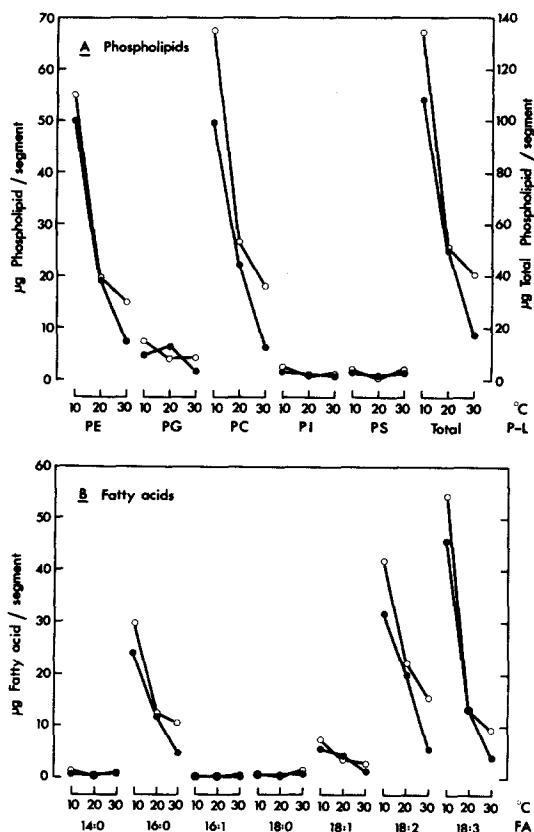 70
60
50
40
30
20
10
0
µg Phospholipid / segment
A Phospholipids
140
120
100
80
60
40
20
0
µg Total Phospholipid / segment
10 20 30 10 20 30 10 20 30 10 20 30 10 20 30 10 20 30 °C
PE PG PC PI PS Total P-L
60
50
40
30
20
10
0
µg Fatty acid / segment
B Fatty acids
10 20 30 10 20 30 10 20 30 10 20 30 10 20 30 10 20 30 10 20 30 °C
14:0 16:0 16:1 18:0 18:1 18:2 18:3 FA